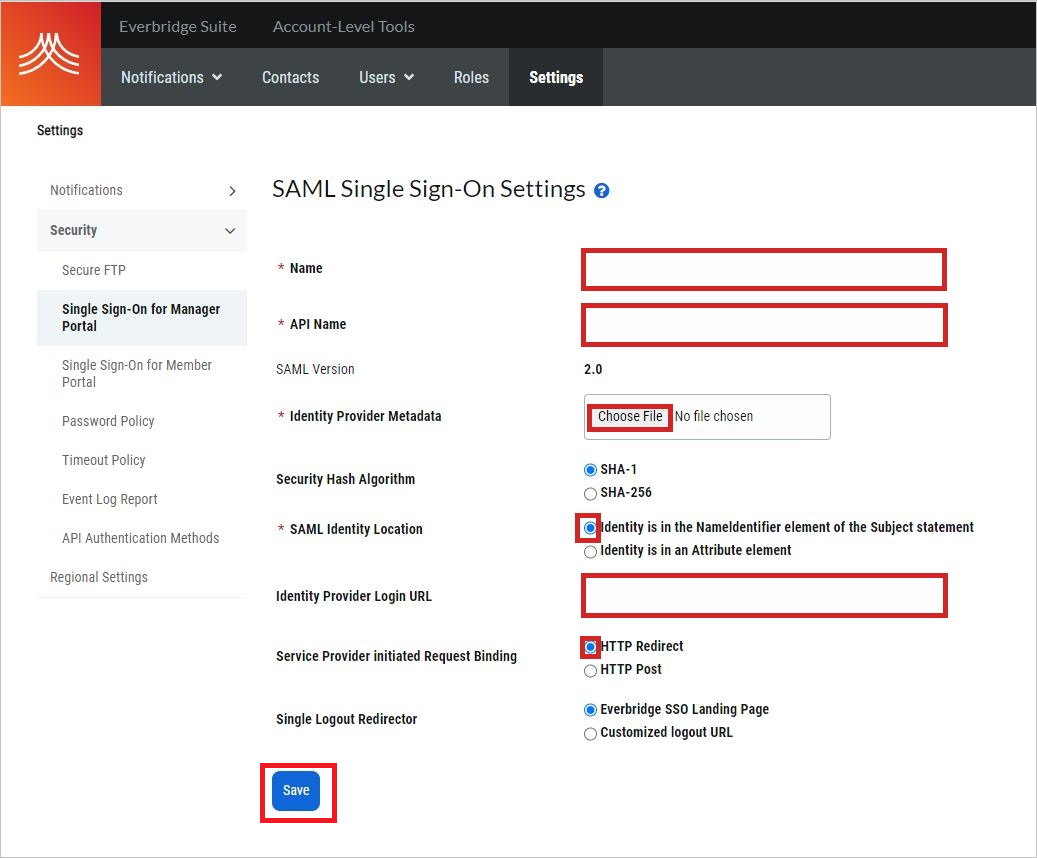 Everbridge Suite Account-Level Tools
Notifications Contacts Users Roles Settings
Settings
Notifications
Security
Secure FTP
Single Sign-On for Manager
Portal
Single Sign-On for Member
Portal
Password Policy
Timeout Policy
Event Log Report
API Authentication Methods
Regional Settings
SAML Single Sign-On Settings ?
* Name
* API Name
SAML Version 2.0
* Identity Provider Metadata Choose File No file chosen
Security Hash Algorithm
SHA-1
SHA-256
* SAML Identity Location
Identity is in the NameIdentifier element of the Subject statement
Identity is in an Attribute element
Identity Provider Login URL
Service Provider initiated Request Binding
HTTP Redirect
HTTP Post
Single Logout Redirector
Everbridge SSO Landing Page
Customized logout URL
Save